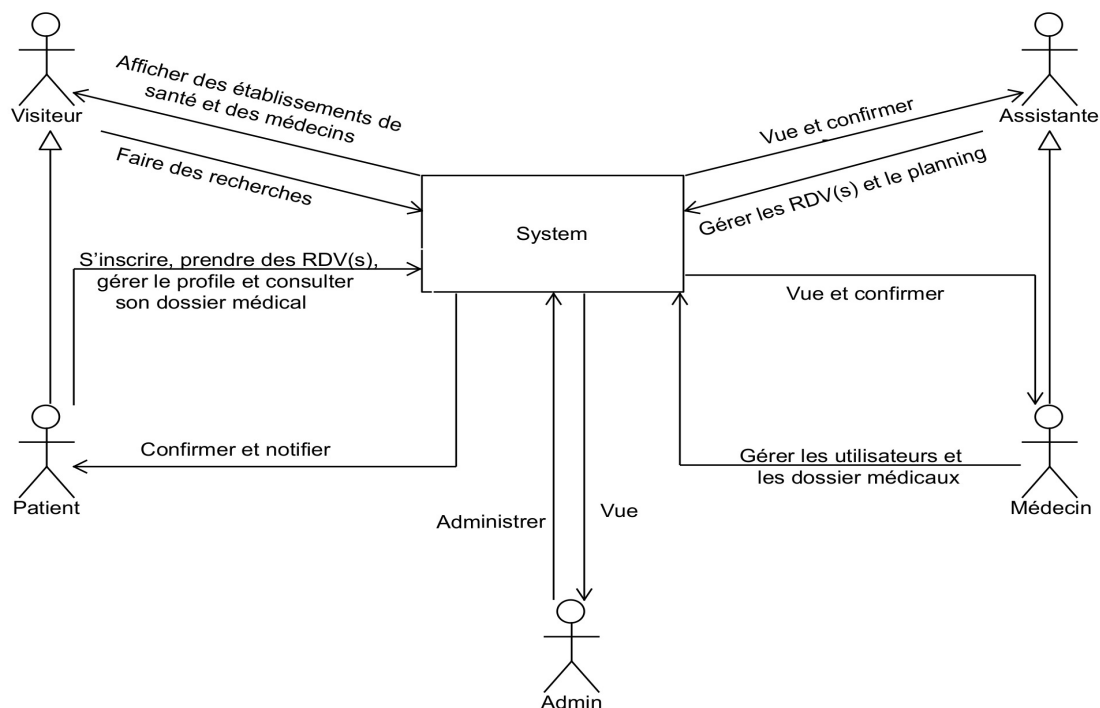 Visiteur
Afficher des établissements de
santé et des médecins
Faire des recherches
Assistante
Vue et confirmer
Gérer les RDV(s) et le planning
System
S'inscrire, prendre des RDV(s),
gérer le profile et consulter
son dossier médical
Vue et confirmer
Confirmer et notifier
Patient
Gérer les utilisateurs et
les dossier médicaux
Médecin
Administrer
Vue
Admin